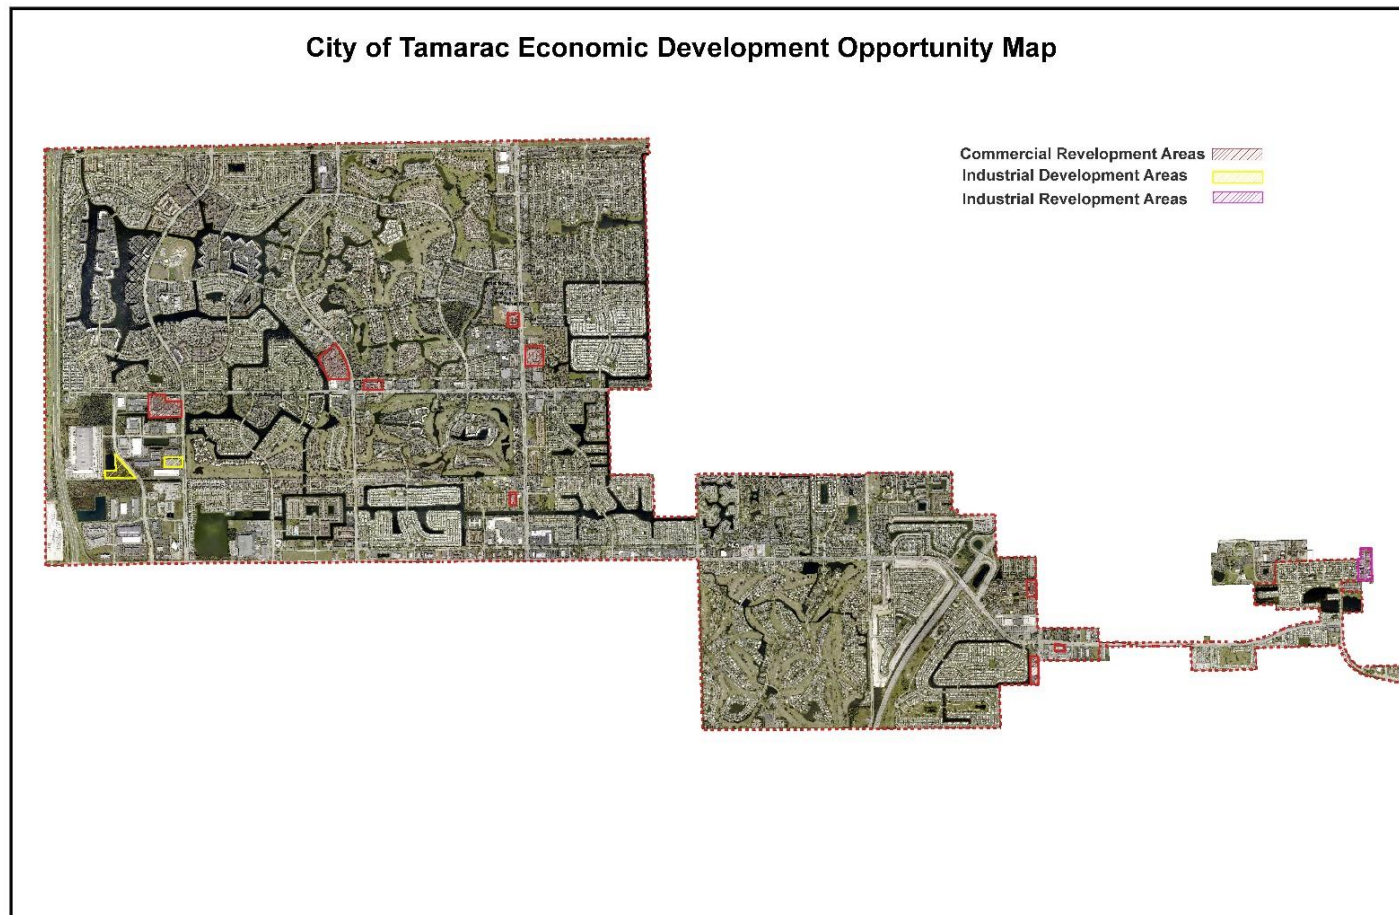 City of Tamarac Economic Development Opportunity Map
Commercial Revelopment Areas
Industrial Development Areas
Industrial Revelopment Areas